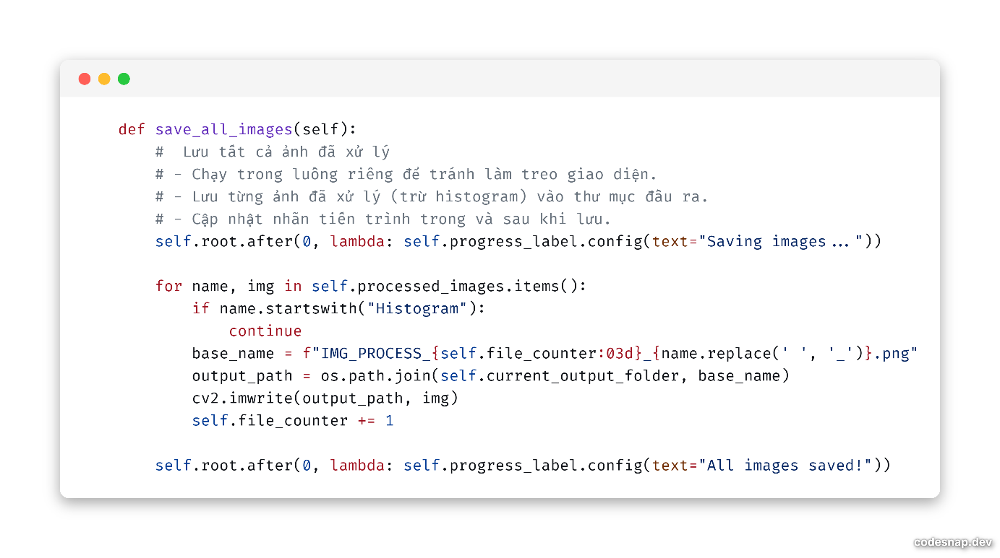 def save_all_images(self):
    #  Lưu tất cả ảnh đã xử lý
    # - Chạy trong luồng riêng để tránh làm treo giao diện.
    # - Lưu từng ảnh đã xử lý (trừ histogram) vào thư mục đầu ra.
    # - Cập nhật nhãn tiến trình trong và sau khi lưu.
    self.root.after(0, lambda: self.progress_label.config(text="Saving images..."))
    for name, img in self.processed_images.items():
        if name.startswith("Histogram"):
            continue
        base_name = f"IMG_PROCESS_{self.file_counter:03d}_{name.replace(' ', '_')}.png"
        output_path = os.path.join(self.current_output_folder, base_name)
        cv2.imwrite(output_path, img)
        self.file_counter += 1
    self.root.after(0, lambda: self.progress_label.config(text="All images saved!"))
codesnap.dev